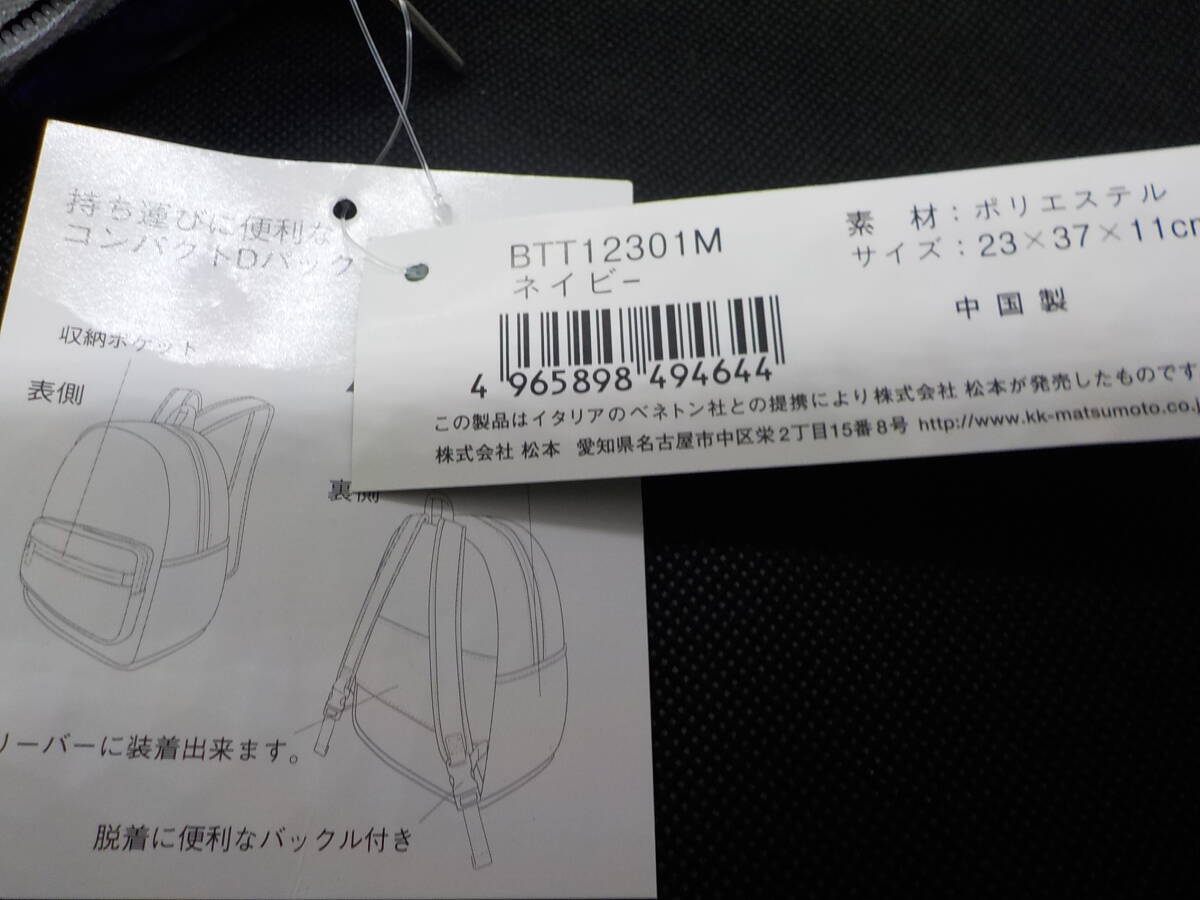 持ち運びに便利な
コンパクトDパック
収納ポケット
表側
裏側
リーバーに装着出来ます。
脱着に便利なバックル付き
BTT12301M
ネイビー
4 965898 494644
素　材：ポリエステル
サイズ：23×37×11cm
中国製
この製品はイタリアのベネトン社との提携により株式会社 松本が発売したものです
株式会社 松本　愛知県名古屋市中区栄2丁目15番8号 http://www.kk-matsumoto.co.j